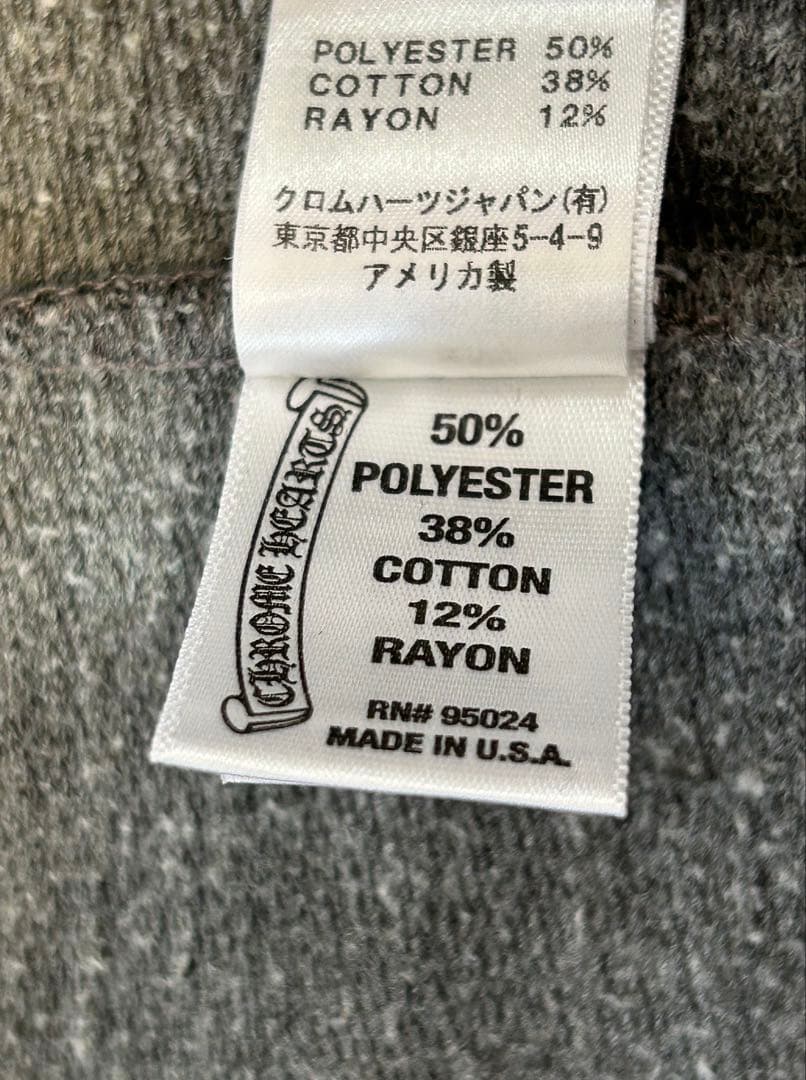 POLYESTER 50%
COTTON 38%
RAYON 12%
クロムハーツジャパン(有)
東京都中央区銀座5-4-9
アメリカ製
CHROME HEARTS
50%
POLYESTER
38%
COTTON
12%
RAYON
RN# 95024
MADE IN U.S.A.